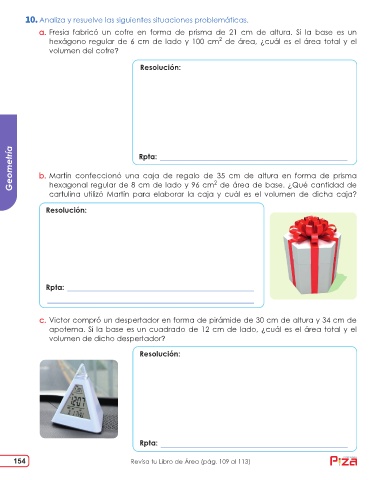 10. Analiza y resuelve las siguientes situaciones problemáticas.
a. Fresia fabricó un cofre en forma de prisma de 21 cm de altura. Si la base es un
hexágono regular de 6 cm de lado y 100 cm² de área, ¿cuál es el área total y el
volumen del cofre?
Resolución:
Rpta:
Geometría
b. Martín confeccionó una caja de regalo de 35 cm de altura en forma de prisma
hexagonal regular de 8 cm de lado y 96 cm² de área de base. ¿Qué cantidad de
cartulina utilizó Martín para elaborar la caja y cuál es el volumen de dicha caja?
Resolución:
Rpta:
c. Víctor compró un despertador en forma de pirámide de 30 cm de altura y 34 cm de
apotema. Si la base es un cuadrado de 12 cm de lado, ¿cuál es el área total y el
volumen de dicho despertador?
Resolución:
Rpta:
154
Revisa tu Libro de Área (pág. 109 al 113)